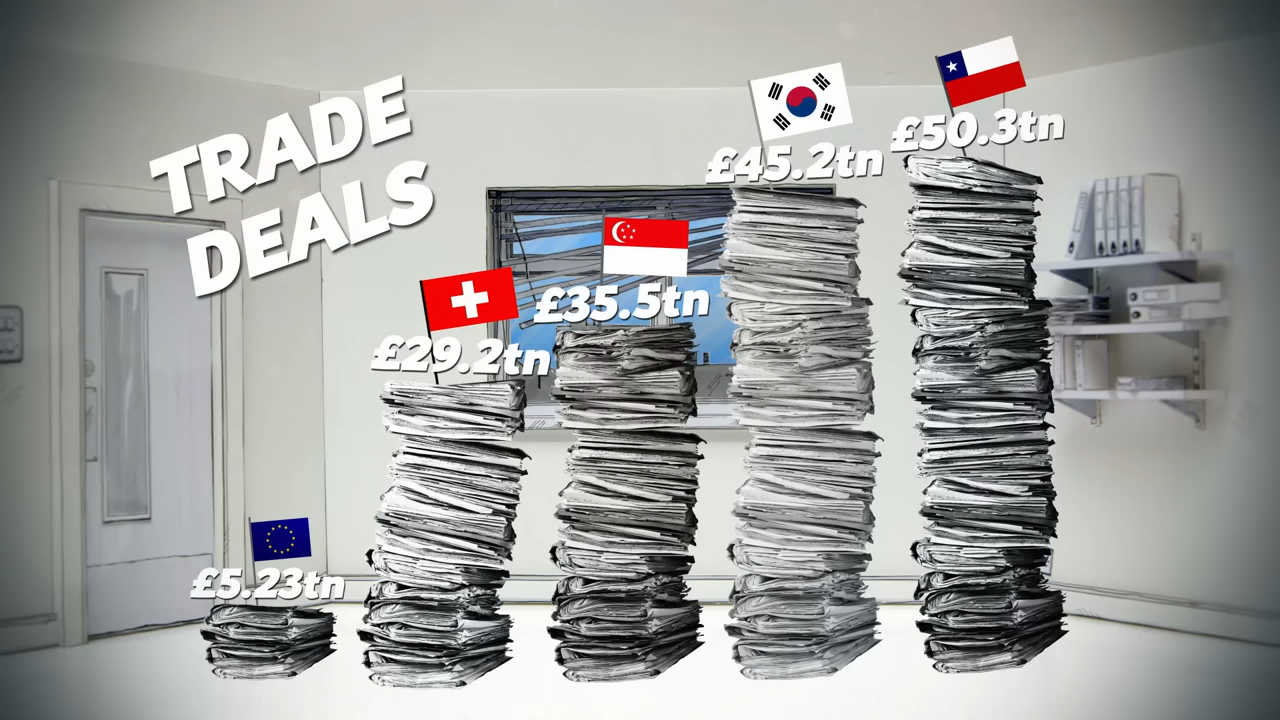 TRADE
DEALS
£5.23tn
£29.2tn
£35.5tn
£45.2tn
£50.3tn